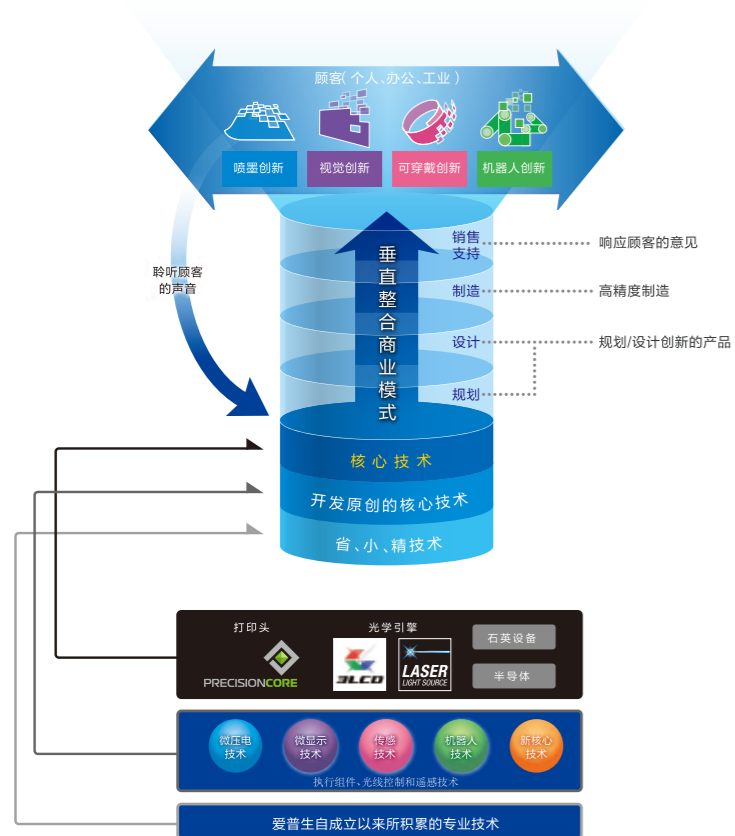 顾客（个人、办公、工业）
喷墨创新
视觉创新
可穿戴创新
机器人创新
聆听顾客
的声音
垂直整合商业模式
销售
支持
响应顾客的意见
制造
高精度制造
设计
规划/设计创新的产品
规划
核心技术
开发原创的核心技术
省、小、精技术
打印头
光学引擎
PRECISIONCORE
3LCD
LASER
LIGHT SOURCE
石英设备
半导体
微压电
技术
微显示
技术
传感
技术
机器人
技术
新核心
技术
执行组件、光线控制和遥感技术
爱普生自成立以来所积累的专业技术